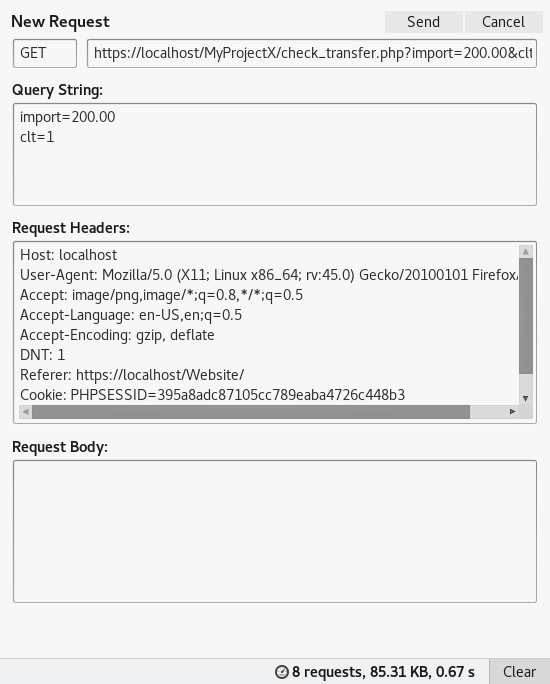 New Request
Send
Cancel
GET
https://localhost/MyProjectX/check_transfer.php?import=200.00&clt
Query String:
import=200.00
clt=1
Request Headers:
Host: localhost
User-Agent: Mozilla/5.0 (X11; Linux x86_64; rv:45.0) Gecko/20100101 Firefox/
Accept: image/png,image/*;q=0.8,*/*;q=0.5
Accept-Language: en-US,en;q=0.5
Accept-Encoding: gzip, deflate
DNT: 1
Referer: https://localhost/Website/
Cookie: PHPSESSID=395a8adc87105cc789eaba4726c448b3
Request Body:
8 requests, 85.31 KB, 0.67 s
Clear